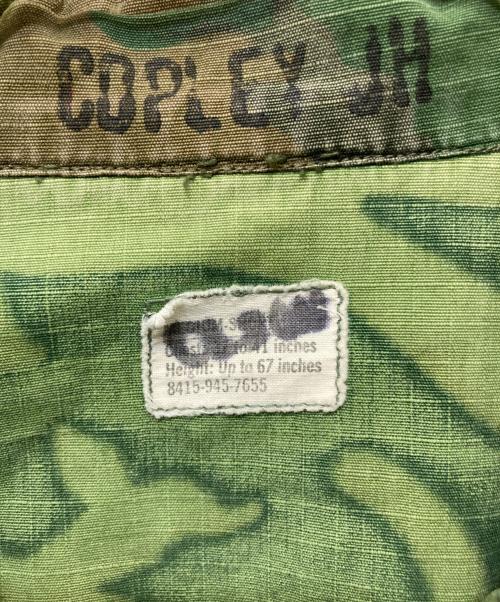 COPLEY JH
to 41 inches
Height: Up to 67 inches
8415-945-7655